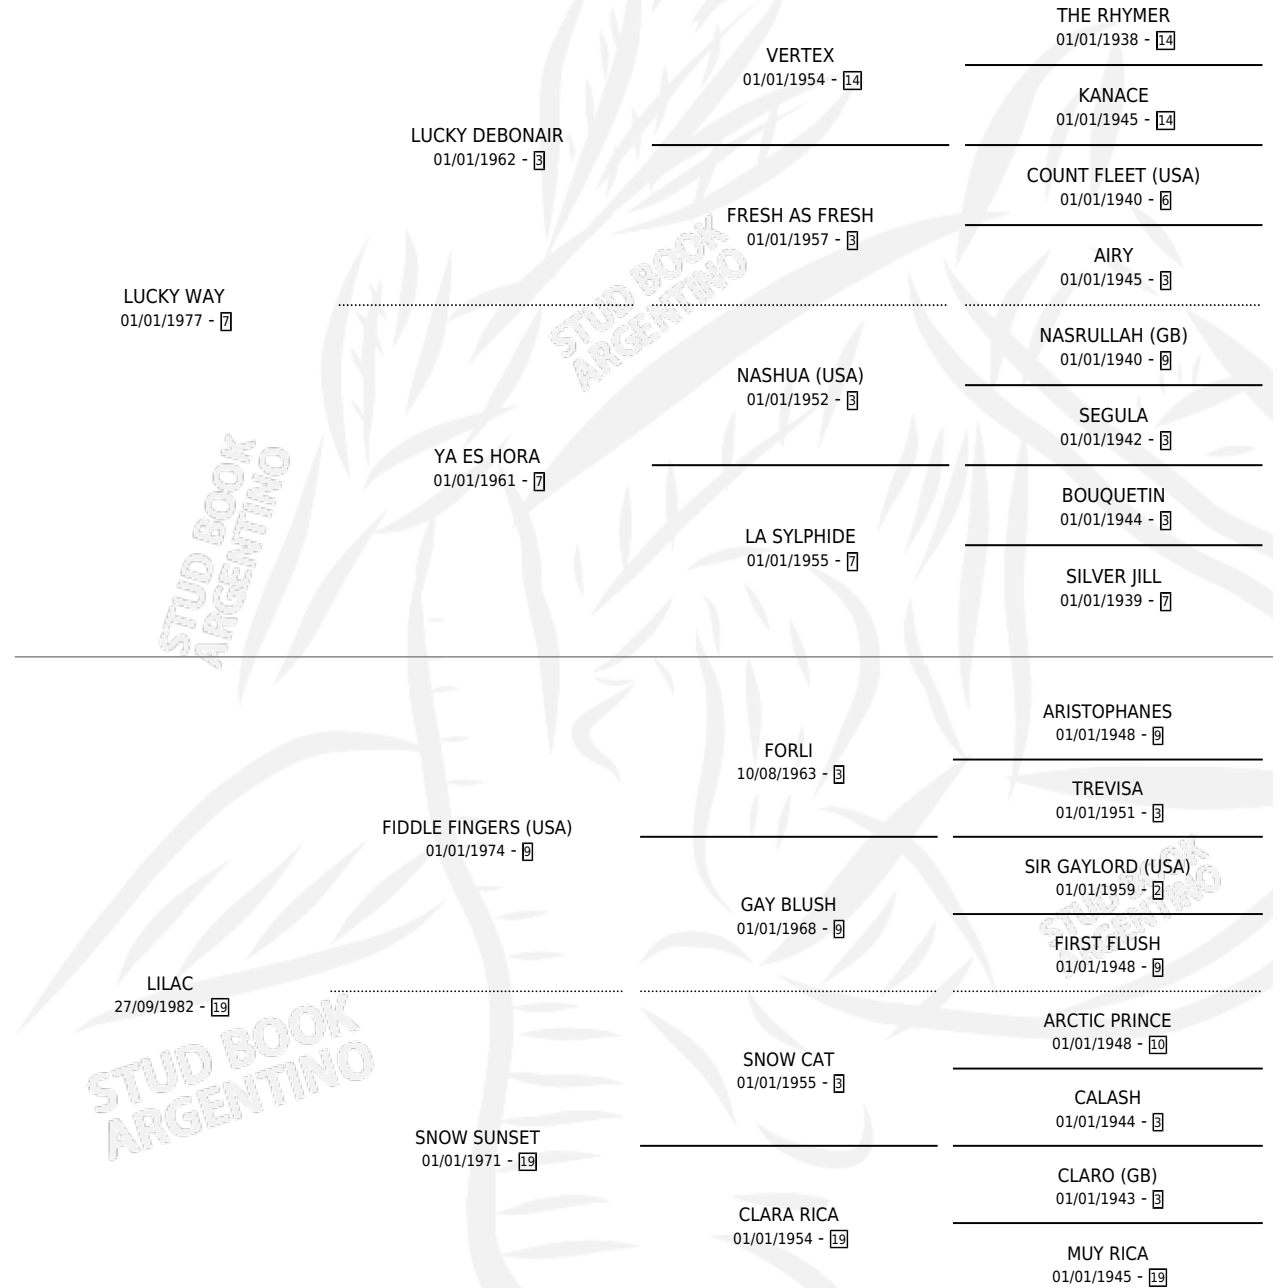 THE RHYMER
01/01/1938 - 14
VERTEX
01/01/1954 - 14
KANACE
01/01/1945 - 14
LUCKY DEBONAIR
01/01/1962 - 3
COUNT FLEET (USA)
01/01/1940 - 6
FRESH AS FRESH
01/01/1957 - 3
AIRY
01/01/1945 - 3
LUCKY WAY
01/01/1977 - 7
NASRULLAH (GB)
01/01/1940 - 9
NASHUA (USA)
01/01/1952 - 3
SEGULA
01/01/1942 - 3
YA ES HORA
01/01/1961 - 7
BOUQUETIN
01/01/1944 - 3
LA SYLPHIDE
01/01/1955 - 7
SILVER JILL
01/01/1939 - 7
STUD BOOK
ARGENTINO
STUD BOOK
ARGENTINO
ARISTOPHANES
01/01/1948 - 9
FORLI
10/08/1963 - 3
TREVISA
01/01/1951 - 3
FIDDLE FINGERS (USA)
01/01/1974 - 9
SIR GAYLORD (USA)
01/01/1959 - 2
GAY BLUSH
01/01/1968 - 9
FIRST FLUSH
01/01/1948 - 9
LILAC
27/09/1982 - 19
ARCTIC PRINCE
01/01/1948 - 10
SNOW CAT
01/01/1955 - 3
CALASH
01/01/1944 - 3
SNOW SUNSET
01/01/1971 - 19
CLARO (GB)
01/01/1943 - 3
CLARA RICA
01/01/1954 - 19
MUY RICA
01/01/1945 - 19
STUD BOOK
ARGENTINO
STUD BOOK
ARGENTINO